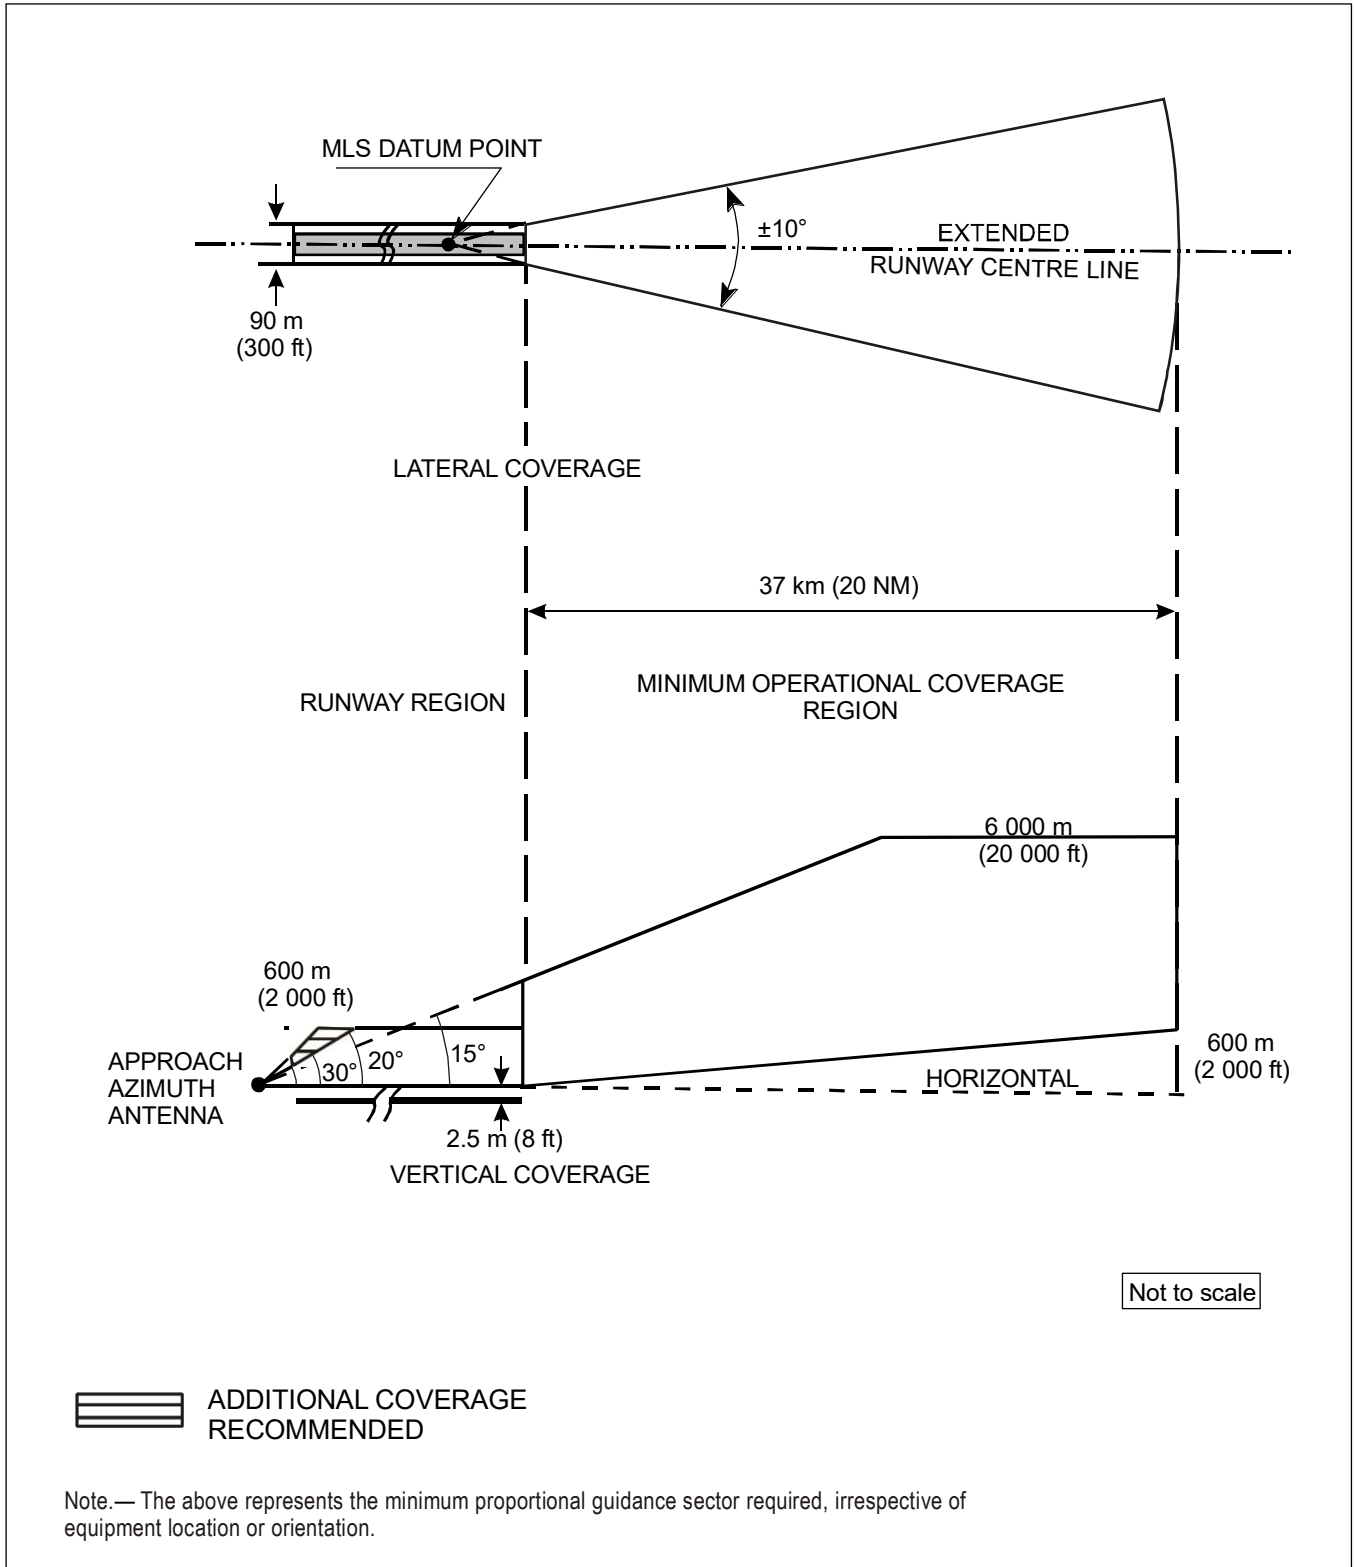 MLS DATUM POINT
±10°
EXTENDED
RUNWAY CENTRE LINE
90 m
(300 ft)
LATERAL COVERAGE
37 km (20 NM)
RUNWAY REGION
MINIMUM OPERATIONAL COVERAGE
REGION
6 000 m
(20 000 ft)
600 m
(2 000 ft)
APPROACH
AZIMUTH
ANTENNA
30°
20°
15°
HORIZONTAL
600 m
(2 000 ft)
2.5 m (8 ft)
VERTICAL COVERAGE
Not to scale
ADDITIONAL COVERAGE
RECOMMENDED
Note.— The above represents the minimum proportional guidance sector required, irrespective of
equipment location or orientation.